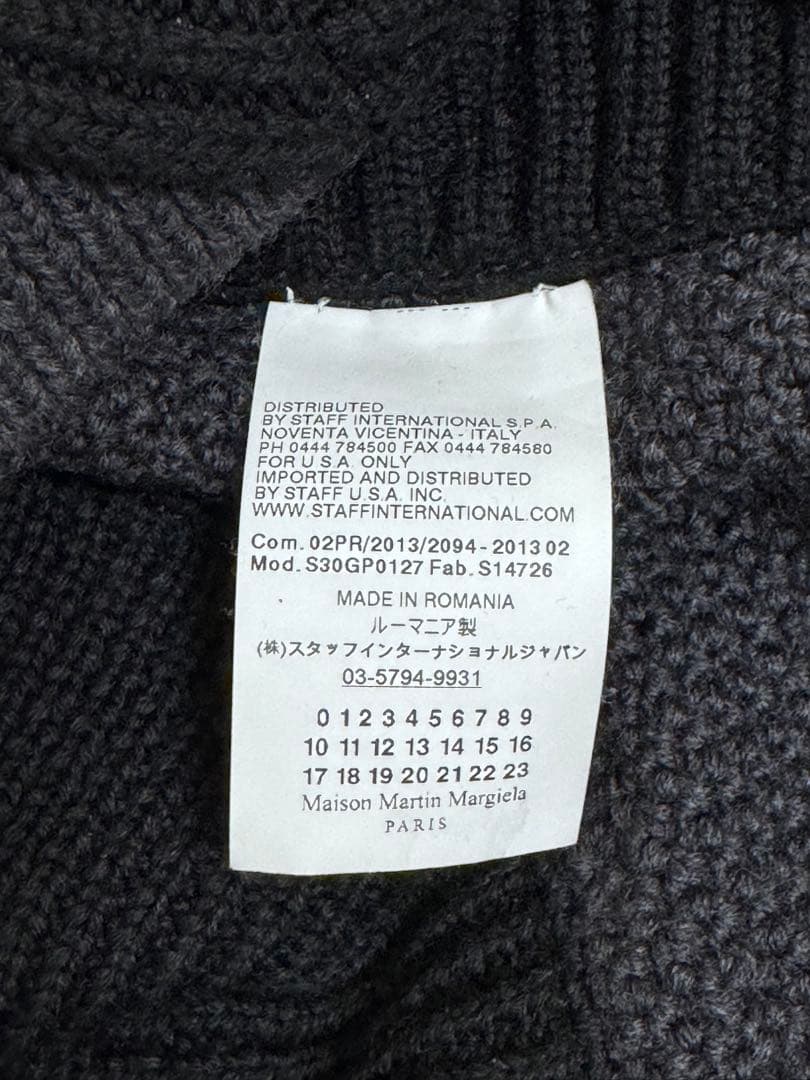 DISTRIBUTED
BY STAFF INTERNATIONAL S.P.A.
NOVENTA VICENTINA - ITALY
PH 0444 784500 FAX 0444 784580
FOR U.S.A. ONLY
IMPORTED AND DISTRIBUTED
BY STAFF U.S.A. INC.
WWW.STAFFINTERNATIONAL.COM
Com. 02PR/2013/2094 - 2013 02
Mod. S30GP0127 Fab. S14726
MADE IN ROMANIA
ルーマニア製
(株)スタッフインターナショナルジャパン
03-5794-9931
0 1 2 3 4 5 6 7 8 9
10 11 12 13 14 15 16
17 18 19 20 21 22 23
Maison Martin Margiela
PARIS